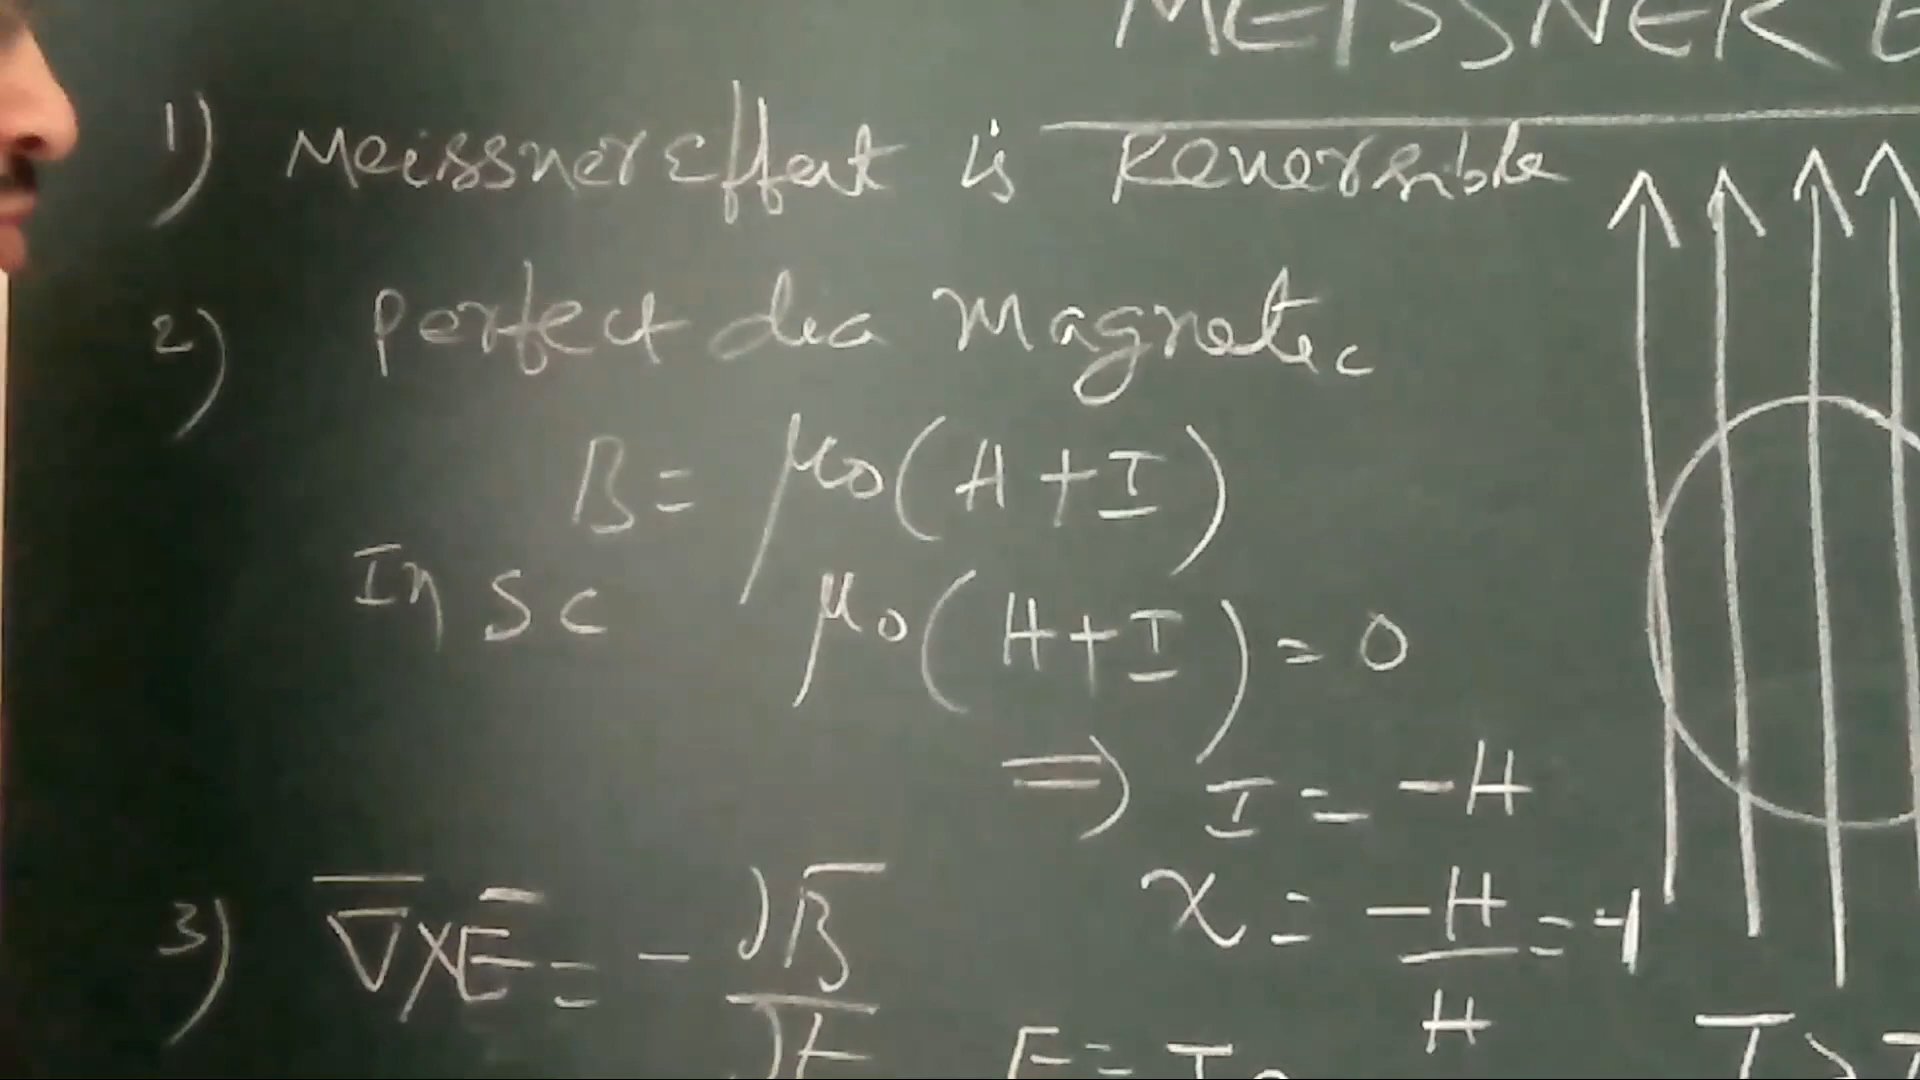 MEISSNER E
1) Meissner Effect is Reversible
2) Perfect dia Magnetic
B = μ0(H + I)
In SC μ0(H + I) = 0
⇒ I = -H
χ = -H/H = -1
3) ∇̅ × E̅ = - ∂B̅/∂t
E = I
T > T